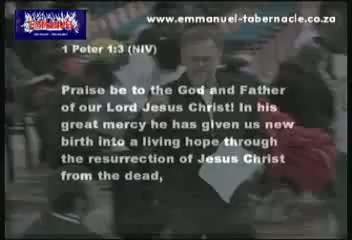 www.emmanuel-tabernacle.co.za
EMMANUEL
1 Peter 1:3 (NIV)
Praise be to the God and Father
of our Lord Jesus Christ! In his
great mercy he has given us new
birth into a living hope through
the resurrection of Jesus Christ
from the dead,